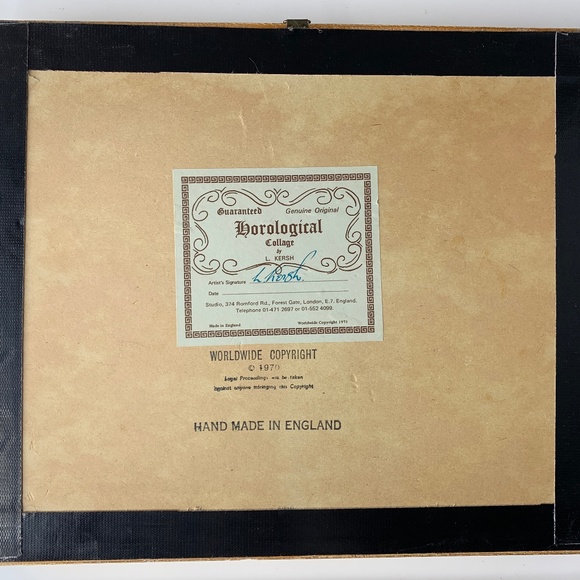 Guaranteed Genuine Original
Horological
Collage
by
L. KERSH
Artist's Signature L. Kersh.
Date
Studio, 374 Romford Rd., Forest Gate, London, E.7. England.
Telephone 01-471 2697 or 01-552 4099.
Made in England Worldwide Copyright 1971
WORLDWIDE COPYRIGHT
© 1970
Legal Proceedings will be taken
against anyone infringing this Copyright
HAND MADE IN ENGLAND